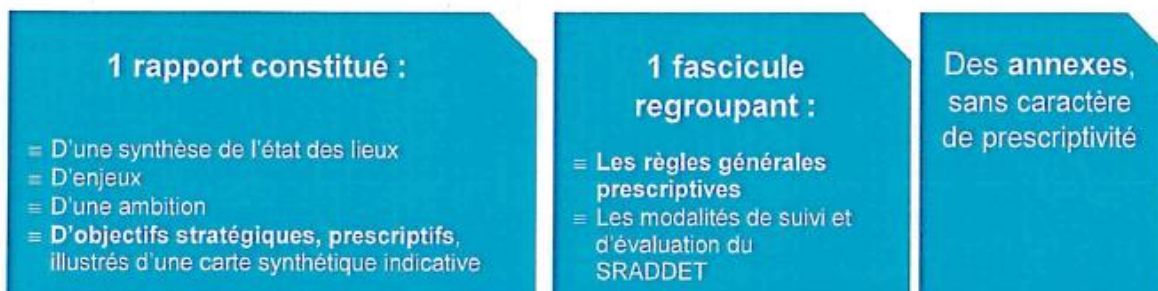 1 rapport constitué :
≡ D'une synthèse de l'état des lieux
≡ D'enjeux
≡ D'une ambition
≡ D'objectifs stratégiques, prescriptifs,
illustrés d'une carte synthétique indicative
1 fascicule
regroupant :
≡ Les règles générales
prescriptives
≡ Les modalités de suivi et
d'évaluation du
SRADDET
Des annexes,
sans caractère
de prescriptivité